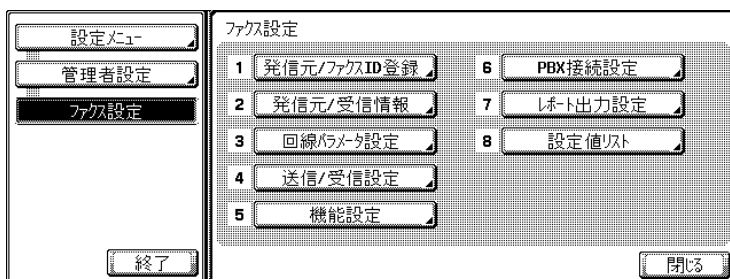 設定メニュー
管理者設定
ファクス設定
終了
ファクス設定
1 発信元/ファクスID登録
2 発信元/受信情報
3 回線パラメータ設定
4 送信/受信設定
5 機能設定
6 PBX接続設定
7 レポート出力設定
8 設定値リスト
閉じる